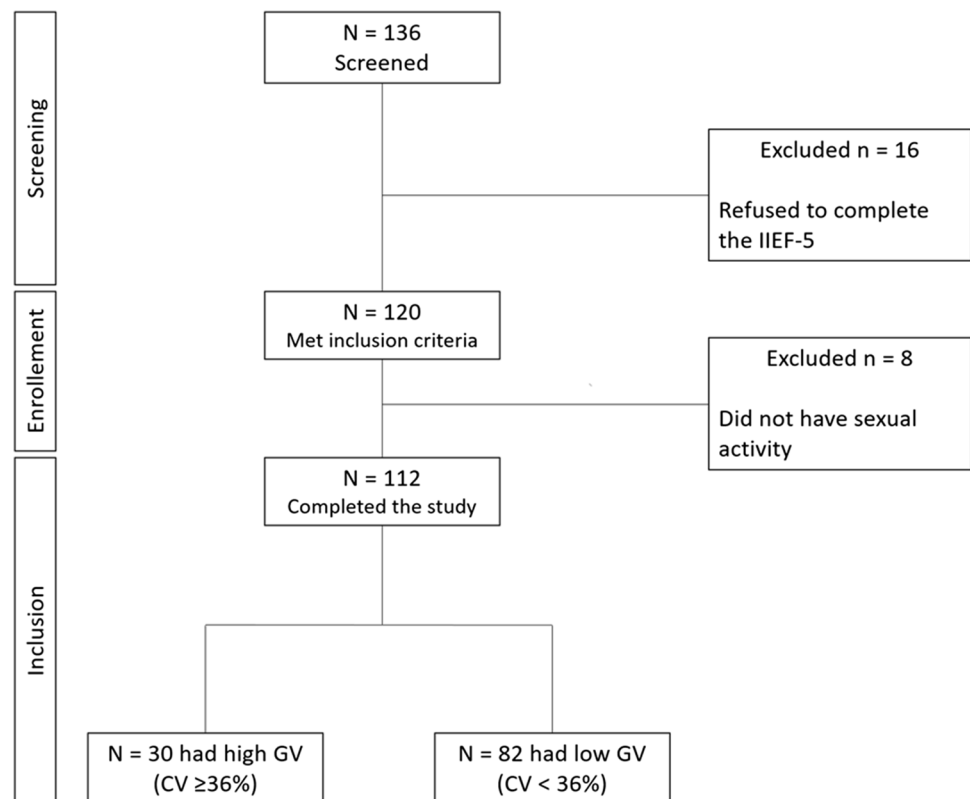 Screening
N = 136
Screened
Excluded n = 16
Refused to complete
the IIEF-5
Enrollement
N = 120
Met inclusion criteria
Excluded n = 8
Did not have sexual
activity
Inclusion
N = 112
Completed the study
N = 30 had high GV
(CV ≥36%)
N = 82 had low GV
(CV < 36%)